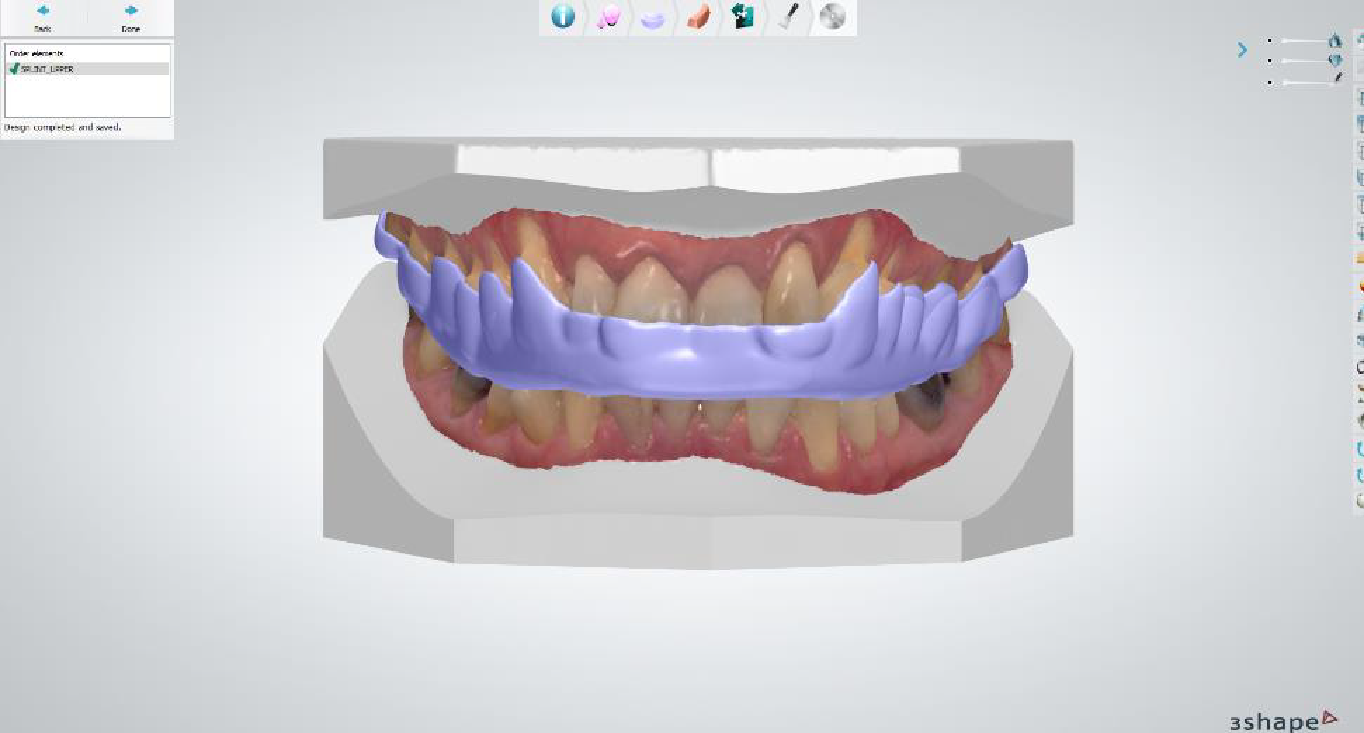 Back
Done
Order elements
SPLINT_UPPER
Design completed and saved.
3shape